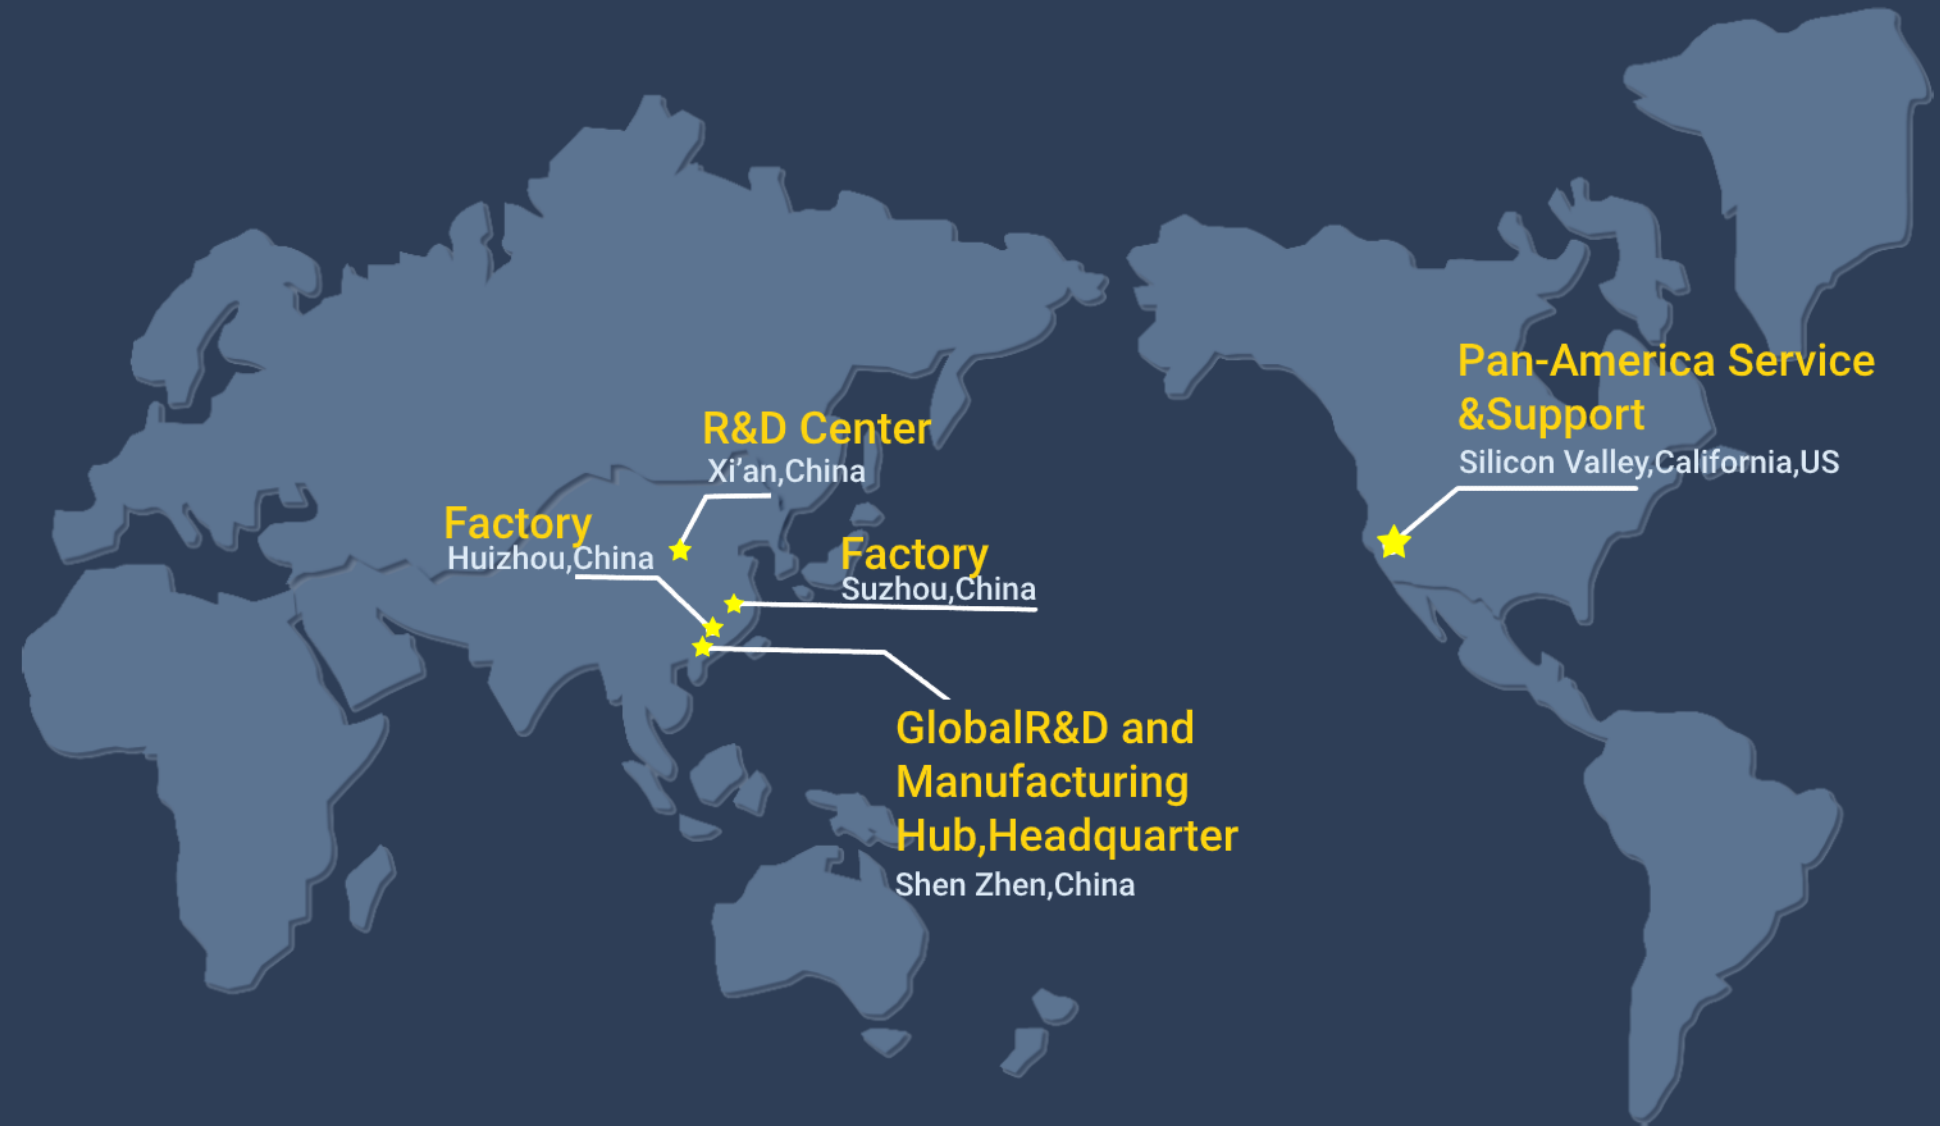 Pan-America Service
&Support
Silicon Valley,California,US
R&D Center
Xi’an,China
Factory
Huizhou,China
Factory
Suzhou,China
GlobalR&D and
Manufacturing
Hub,Headquarter
Shen Zhen,China